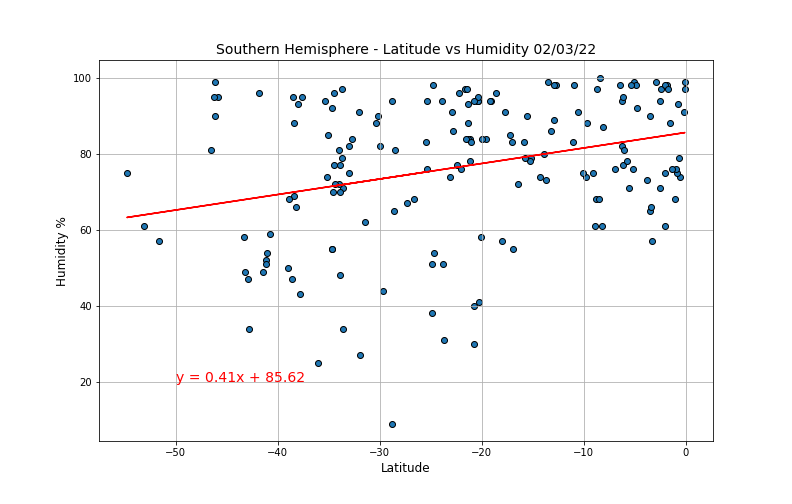 Southern Hemisphere - Latitude vs Humidity 02/03/22
100
80
60
40
20
Humidity %
y = 0.41x + 85.62
−50 −40 −30 −20 −10 0
Latitude